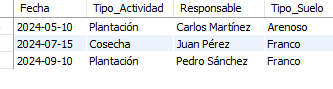 Fecha Tipo_Actividad Responsable Tipo_Suelo
2024-05-10 Plantación Carlos Martínez Arenoso
2024-07-15 Cosecha Juan Pérez Franco
2024-09-10 Plantación Pedro Sánchez Franco